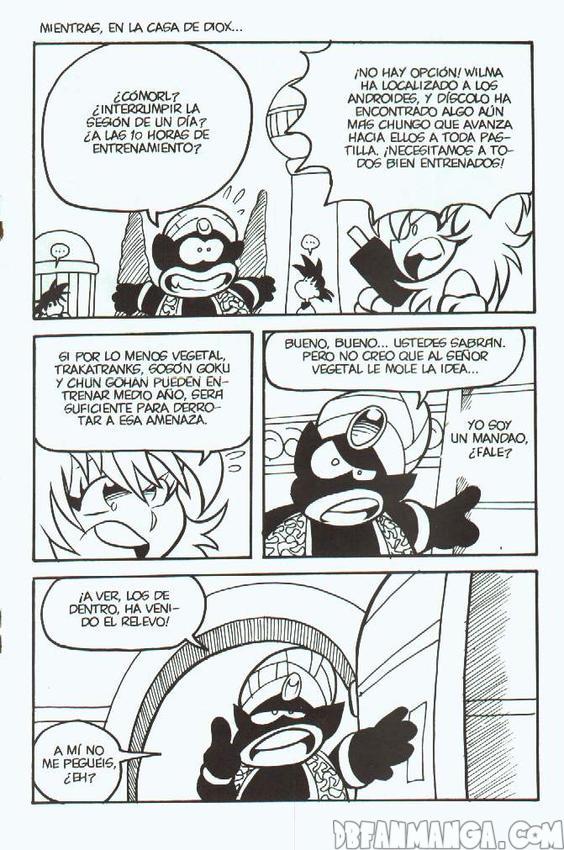 MIENTRAS, EN LA CASA DE DIOX...
¿CÓMORL?
¿INTERRUMPIR LA
SESIÓN DE UN DÍA?
¿A LAS 10 HORAS DE
ENTRENAMIENTO?
¡NO HAY OPCIÓN! WILMA
HA LOCALIZADO A LOS
ANDROIDES, Y DÍSCOLO HA
ENCONTRADO ALGO AÚN
MAS CHUNGO QUE AVANZA
HACIA ELLOS A TODA PAS-
TILLA. ¡NECESITAMOS A TO-
DOS BIEN ENTRENADOS!
...
...
SI POR LO MENOS VEGETAL,
TRAKATRANKS, SOSÓN GOKU
Y CHUN GOHAN PUEDEN EN-
TRENAR MEDIO AÑO, SERA
SUFICIENTE PARA DERRO-
TAR A ESA AMENAZA.
BUENO, BUENO... USTEDES SABRAN.
PERO NO CREO QUE AL SEÑOR
VEGETAL LE MOLE LA IDEA...
YO SOY
UN MANDAO,
¿FALE?
¡A VER, LOS DE
DENTRO, HA VENI-
DO EL RELEVO!
A MÍ NO
ME PEGUÉIS,
¿EH?
DBFANMANGA.COM